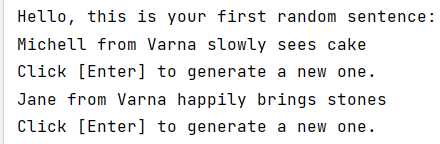 Hello, this is your first random sentence:
Michell from Varna slowly sees cake
Click [Enter] to generate a new one.
Jane from Varna happily brings stones
Click [Enter] to generate a new one.